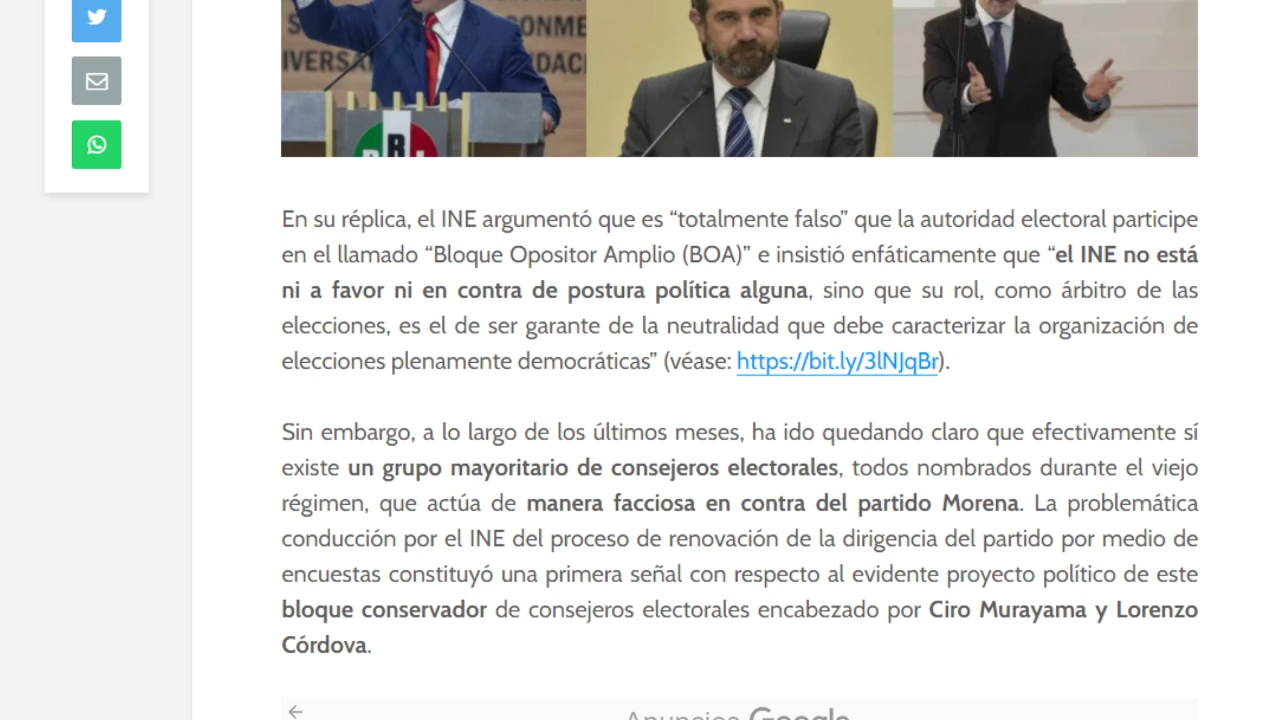 CONME
IVERSA
NDAC
PRI
En su réplica, el INE argumentó que es “totalmente falso” que la autoridad electoral participe
en el llamado “Bloque Opositor Amplio (BOA)” e insistió enfáticamente que “el INE no está
ni a favor ni en contra de postura política alguna, sino que su rol, como árbitro de las
elecciones, es el de ser garante de la neutralidad que debe caracterizar la organización de
elecciones plenamente democráticas” (véase: https://bit.ly/3lNJqBr).
Sin embargo, a lo largo de los últimos meses, ha ido quedando claro que efectivamente sí
existe un grupo mayoritario de consejeros electorales, todos nombrados durante el viejo
régimen, que actúa de manera facciosa en contra del partido Morena. La problemática
conducción por el INE del proceso de renovación de la dirigencia del partido por medio de
encuestas constituyó una primera señal con respecto al evidente proyecto político de este
bloque conservador de consejeros electorales encabezado por Ciro Murayama y Lorenzo
Córdova.
Anuncios Google